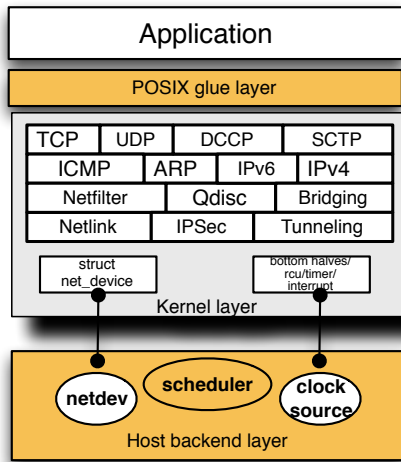 Application
POSIX glue layer
TCP UDP DCCP SCTP
ICMP ARP IPv6 IPv4
Netfilter Qdisc Bridging
Netlink IPSec Tunneling
struct
net_device
bottom halves/
rcu/timer/
interrupt
Kernel layer
netdev
scheduler
clock
source
Host backend layer